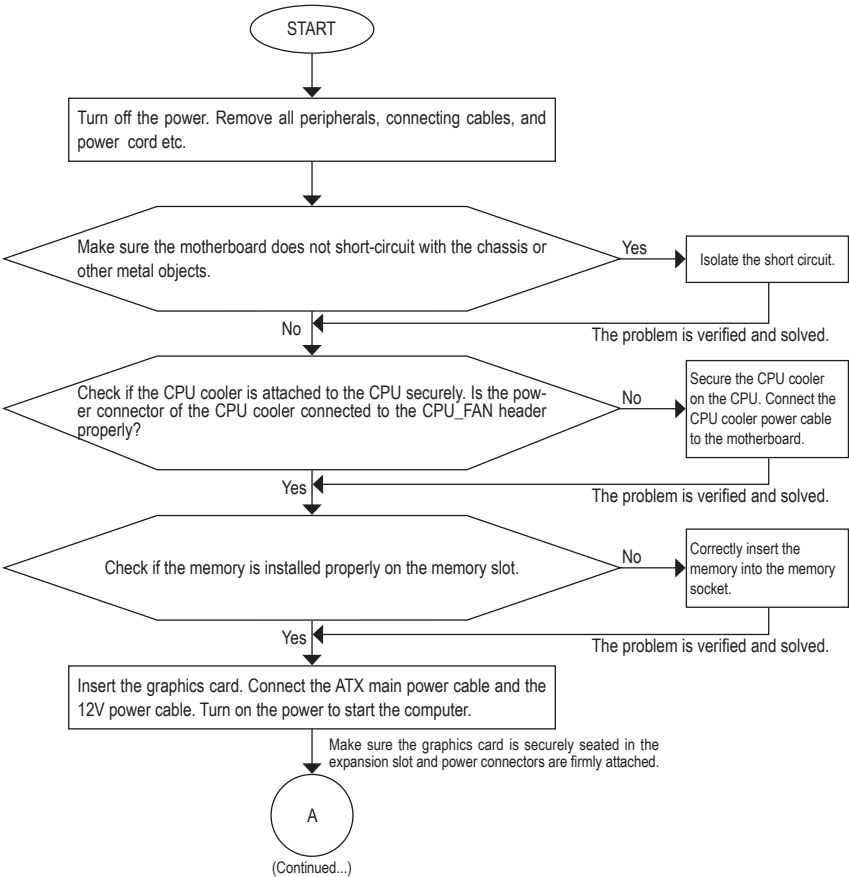 START
Turn off the power. Remove all peripherals, connecting cables, and
power cord etc.
Make sure the motherboard does not short-circuit with the chassis or
other metal objects.
Yes
Isolate the short circuit.
No
The problem is verified and solved.
Check if the CPU cooler is attached to the CPU securely. Is the pow-
er connector of the CPU cooler connected to the CPU_FAN header
properly?
No
Secure the CPU cooler
on the CPU. Connect the
CPU cooler power cable
to the motherboard.
Yes
The problem is verified and solved.
Check if the memory is installed properly on the memory slot.
No
Correctly insert the
memory into the memory
socket.
Yes
The problem is verified and solved.
Insert the graphics card. Connect the ATX main power cable and the
12V power cable. Turn on the power to start the computer.
Make sure the graphics card is securely seated in the
expansion slot and power connectors are firmly attached.
A
(Continued...)